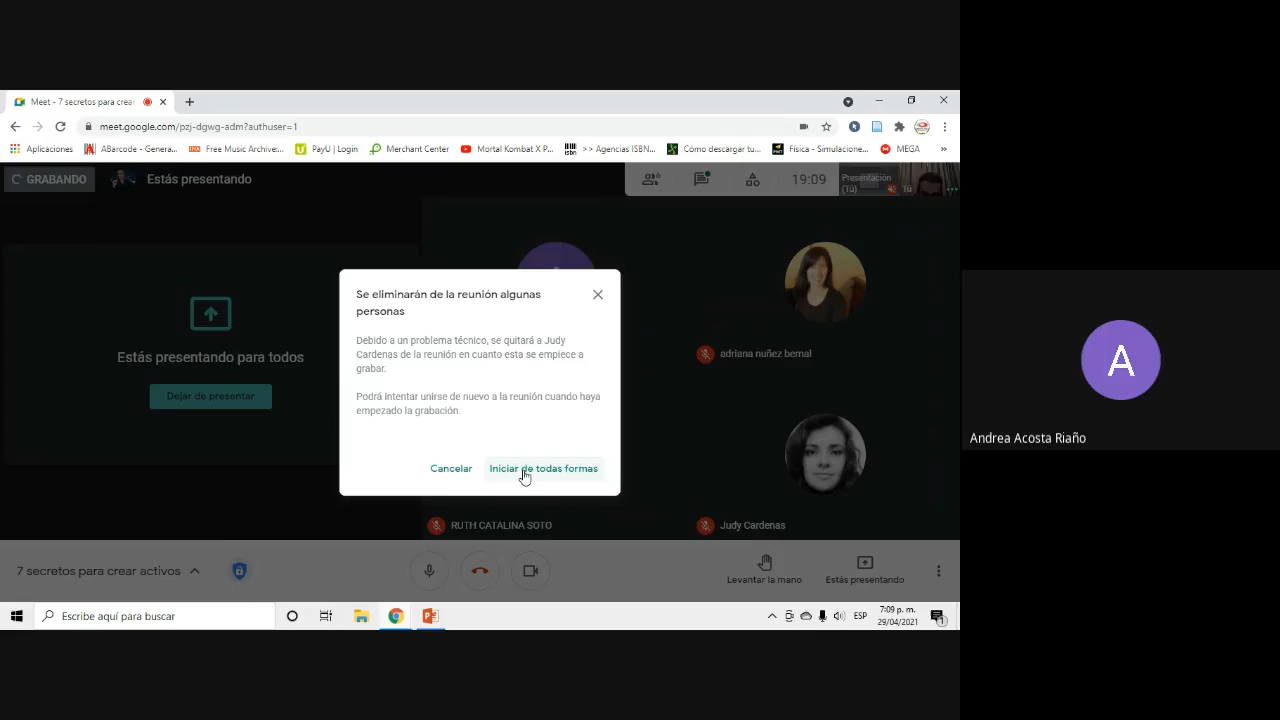 Meet - 7 secretos para crear
meet.google.com/pzj-dgwg-adm?authuser=1
Aplicaciones
ABarcode - Genera...
Free Music Archive...
PayU | Login
Merchant Center
Mortal Kombat X P...
>> Agencias ISBN...
Cómo descargar tu...
Física - Simulacione...
MEGA
»
GRABANDO
Estás presentando
19:09
Presentación
(Tú)
Tú
Se eliminarán de la reunión algunas
personas
Debido a un problema técnico, se quitará a Judy
Cardenas de la reunión en cuanto esta se empiece a
grabar.
Podrá intentar unirse de nuevo a la reunión cuando haya
empezado la grabación.
Cancelar
Iniciar de todas formas
Estás presentando para todos
Dejar de presentar
adriana nuñez bernal
RUTH CATALINA SOTO
Judy Cardenas
A
Andrea Acosta Riaño
7 secretos para crear activos
Levantar la mano
Estás presentando
Escribe aquí para buscar
ESP
7:09 p. m.
29/04/2021